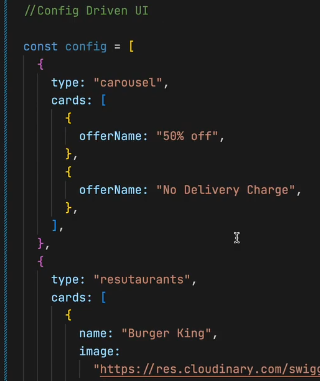 //Config Driven UI
const config = [
{
type: "carousel",
cards: [
{
offerName: "50% off",
},
{
offerName: "No Delivery Charge",
},
],
},
{
type: "resutaurants",
cards: [
{
name: "Burger King",
image:
"https://res.cloudinary.com/swigg